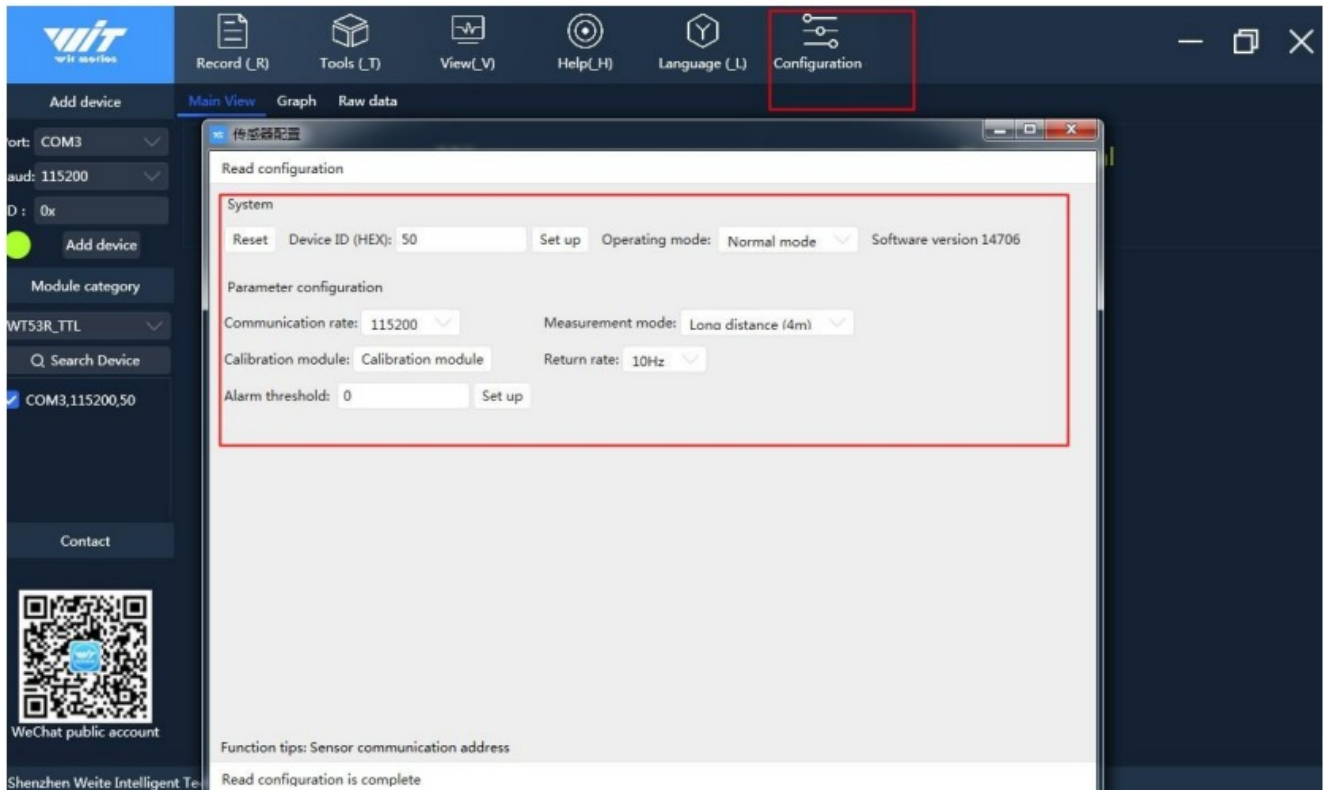 WIT
wit motion
Record (_R) Tools (_T) View(_V) Help(_H) Language (_L) Configuration
Add device
Main View Graph Raw data
ort: COM3
aud: 115200
D : 0x
Add device
Module category
WT53R_TTL
Search Device
COM3,115200,50
Contact
WeChat public account
Shenzhen Weite Intelligent Te
传感器配置
Read configuration
System
Reset Device ID (HEX): 50 Set up Operating mode: Normal mode Software version 14706
Parameter configuration
Communication rate: 115200 Measurement mode: Long distance (4m)
Calibration module: Calibration module Return rate: 10Hz
Alarm threshold: 0 Set up
Function tips: Sensor communication address
Read configuration is complete